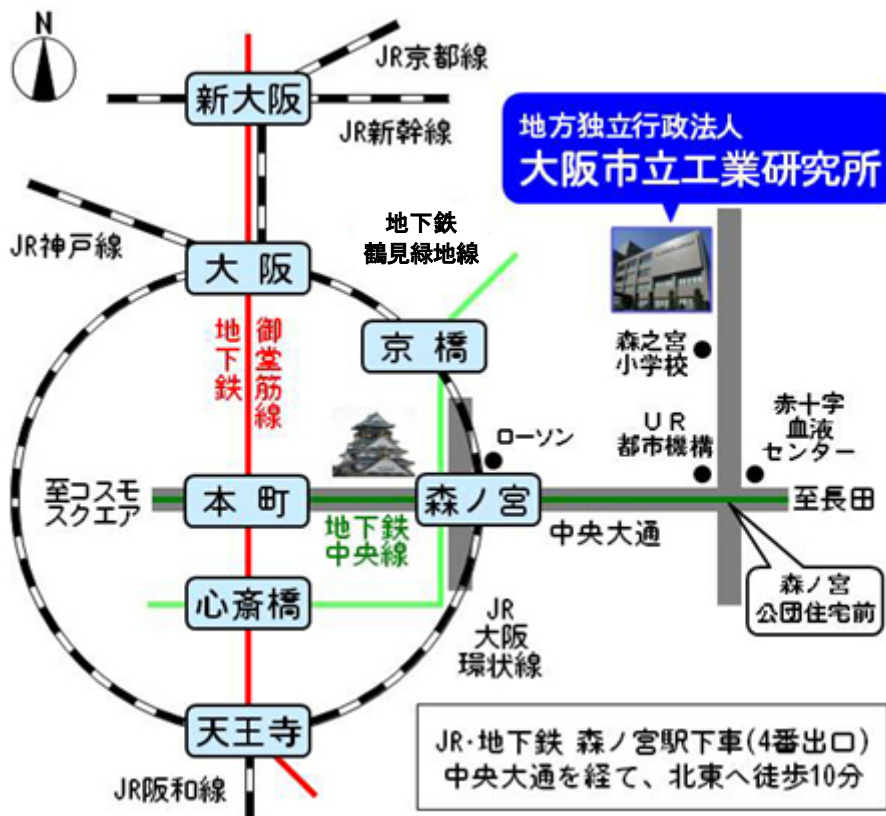 N
JR京都線
新大阪
JR新幹線
地方独立行政法人
大阪市立工業研究所
地下鉄
鶴見緑地線
JR神戸線
大阪
地下鉄
御堂筋線
京橋
森之宮
小学校
ローソン
UR
都市機構
赤十字
血液
センター
至コスモ
スクエア
本町
森ノ宮
至長田
地下鉄
中央線
中央大通
心斎橋
森ノ宮
公団住宅前
JR
大阪
環状線
天王寺
JR阪和線
JR・地下鉄 森ノ宮駅下車(4番出口)
中央大通を経て、北東へ徒歩10分